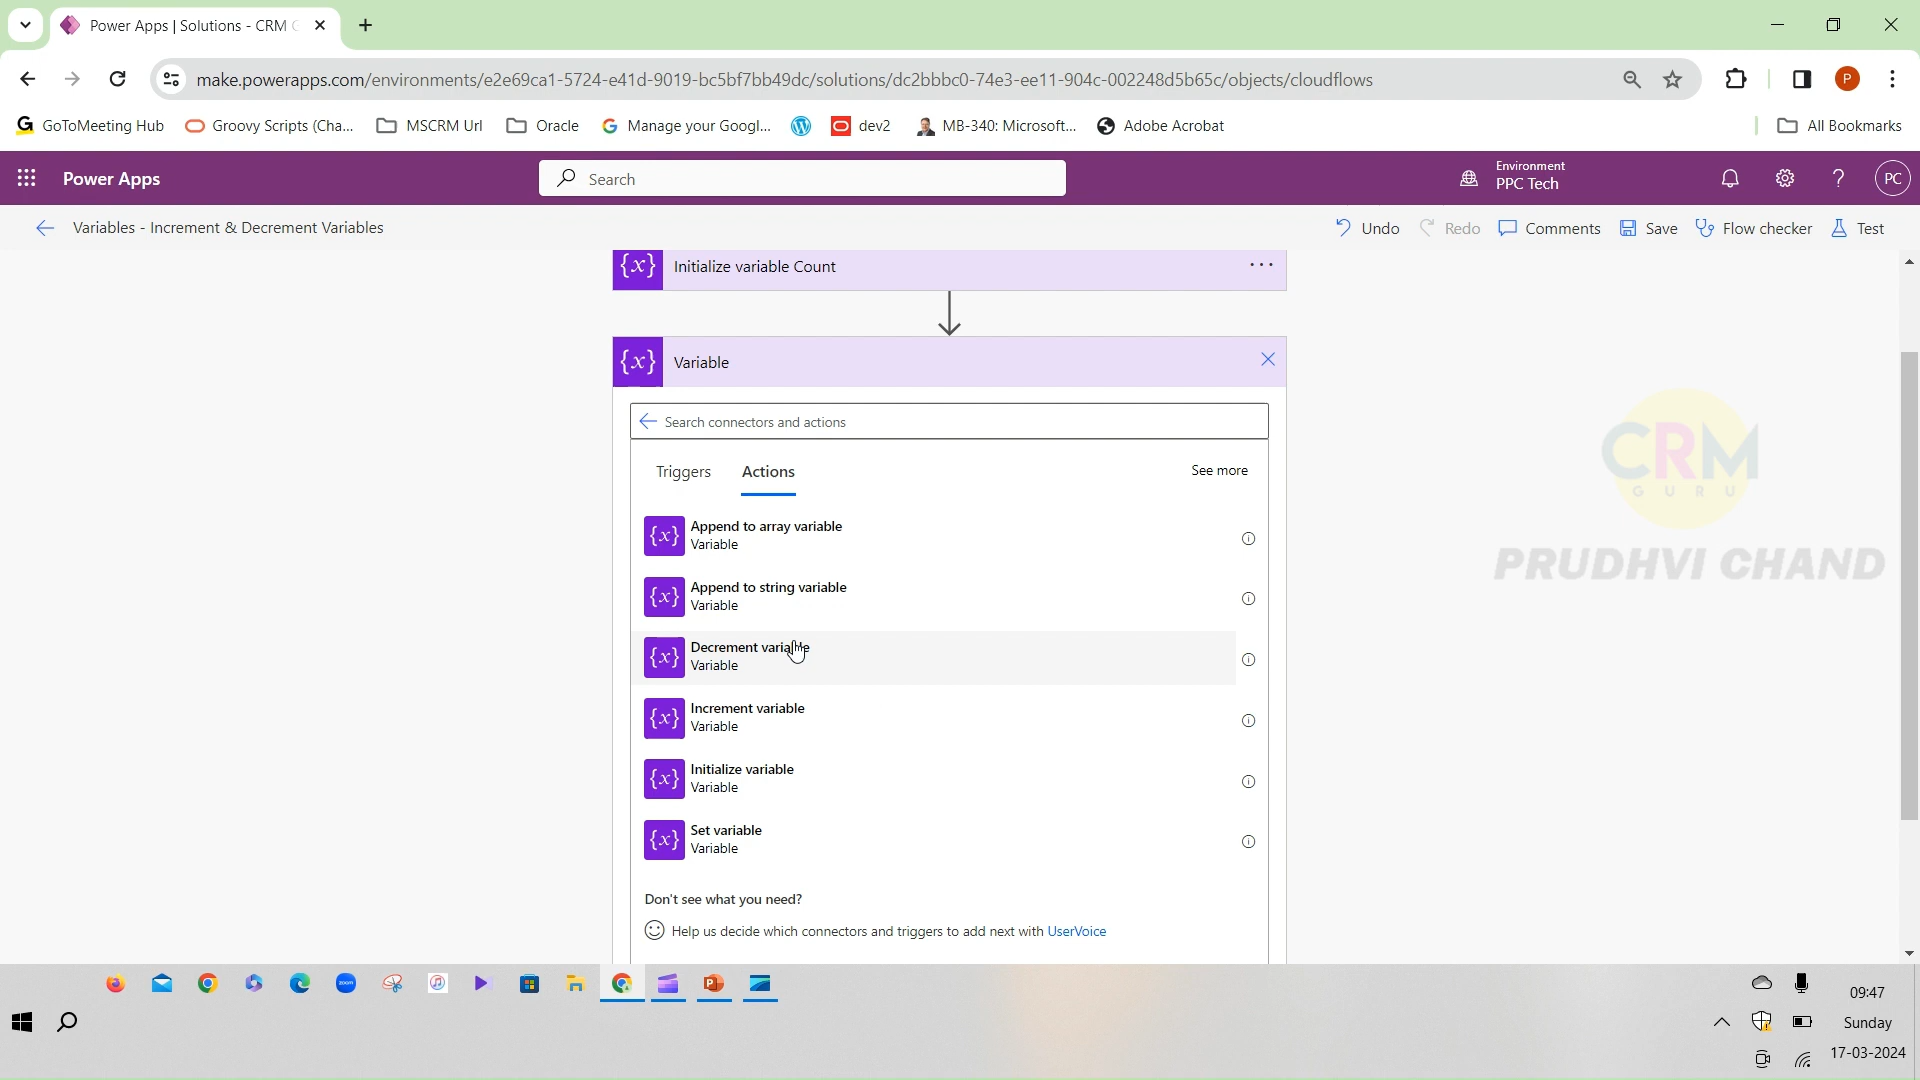 Power Apps | Solutions - CRM G
make.powerapps.com/environments/e2e69ca1-5724-e41d-9019-bc5bf7bb49dc/solutions/dc2bbbc0-74e3-ee11-904c-002248d5b65c/objects/cloudflows
P
GoToMeeting Hub
Groovy Scripts (Cha...
MSCRM Url
Oracle
Manage your Googl...
dev2
MB-340: Microsoft...
Adobe Acrobat
All Bookmarks
Power Apps
Search
Environment
PPC Tech
PC
Variables - Increment & Decrement Variables
Undo
Redo
Comments
Save
Flow checker
Test
{x} Initialize variable Count
{x} Variable
Search connectors and actions
Triggers
Actions
See more
{x} Append to array variable
Variable
{x} Append to string variable
Variable
{x} Decrement variable
Variable
{x} Increment variable
Variable
{x} Initialize variable
Variable
{x} Set variable
Variable
Don't see what you need?
Help us decide which connectors and triggers to add next with UserVoice
CRM
GURU
PRUDHVI CHAND
zoom
09:47
Sunday
17-03-2024